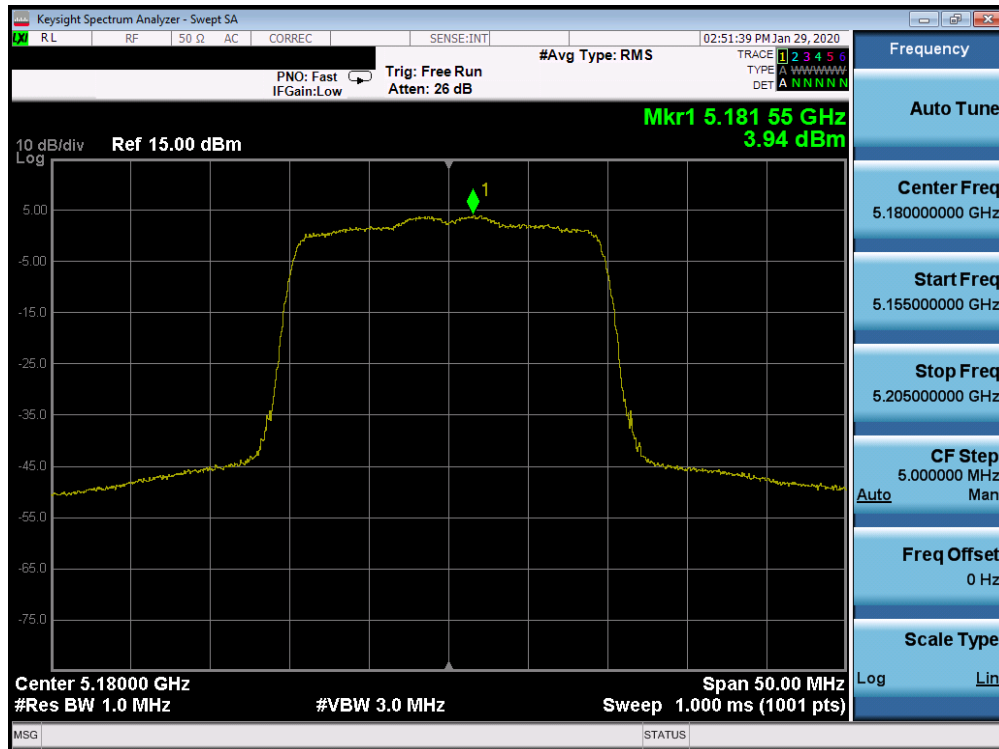 Keysight Spectrum Analyzer - Swept SA
LXI RL RF 50 Ω AC CORREC SENSE:INT 02:51:39 PM Jan 29, 2020
#Avg Type: RMS
TRACE 1 2 3 4 5 6
TYPE A WWWWW
DET A N N N N N
PNO: Fast
IFGain:Low
Trig: Free Run
Atten: 26 dB
Mkr1 5.181 55 GHz
3.94 dBm
10 dB/div
Log
Ref 15.00 dBm
1
5.00
-5.00
-15.0
-25.0
-35.0
-45.0
-55.0
-65.0
-75.0
Center 5.18000 GHz
Span 50.00 MHz
#Res BW 1.0 MHz
#VBW 3.0 MHz
Sweep 1.000 ms (1001 pts)
MSG
STATUS
Frequency
Auto Tune
Center Freq
5.180000000 GHz
Start Freq
5.155000000 GHz
Stop Freq
5.205000000 GHz
CF Step
5.000000 MHz
Auto Man
Freq Offset
0 Hz
Scale Type
Log Lin